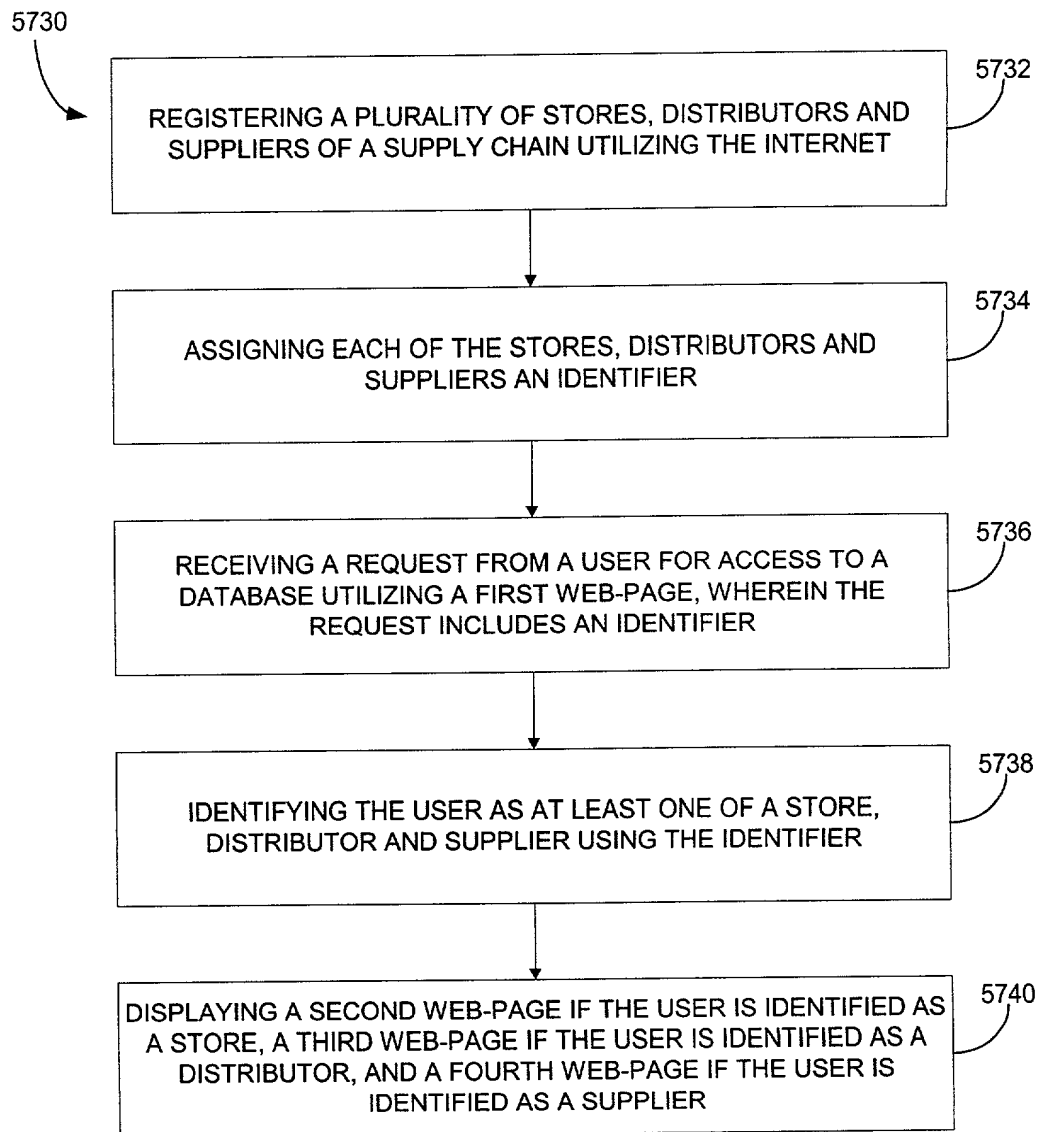 5730
5732
REGISTERING A PLURALITY OF STORES, DISTRIBUTORS AND
SUPPLIERS OF A SUPPLY CHAIN UTILIZING THE INTERNET
5734
ASSIGNING EACH OF THE STORES, DISTRIBUTORS AND
SUPPLIERS AN IDENTIFIER
5736
RECEIVING A REQUEST FROM A USER FOR ACCESS TO A
DATABASE UTILIZING A FIRST WEB-PAGE, WHEREIN THE
REQUEST INCLUDES AN IDENTIFIER
5738
IDENTIFYING THE USER AS AT LEAST ONE OF A STORE,
DISTRIBUTOR AND SUPPLIER USING THE IDENTIFIER
5740
DISPLAYING A SECOND WEB-PAGE IF THE USER IS IDENTIFIED AS
A STORE, A THIRD WEB-PAGE IF THE USER IS IDENTIFIED AS A
DISTRIBUTOR, AND A FOURTH WEB-PAGE IF THE USER IS
IDENTIFIED AS A SUPPLIER